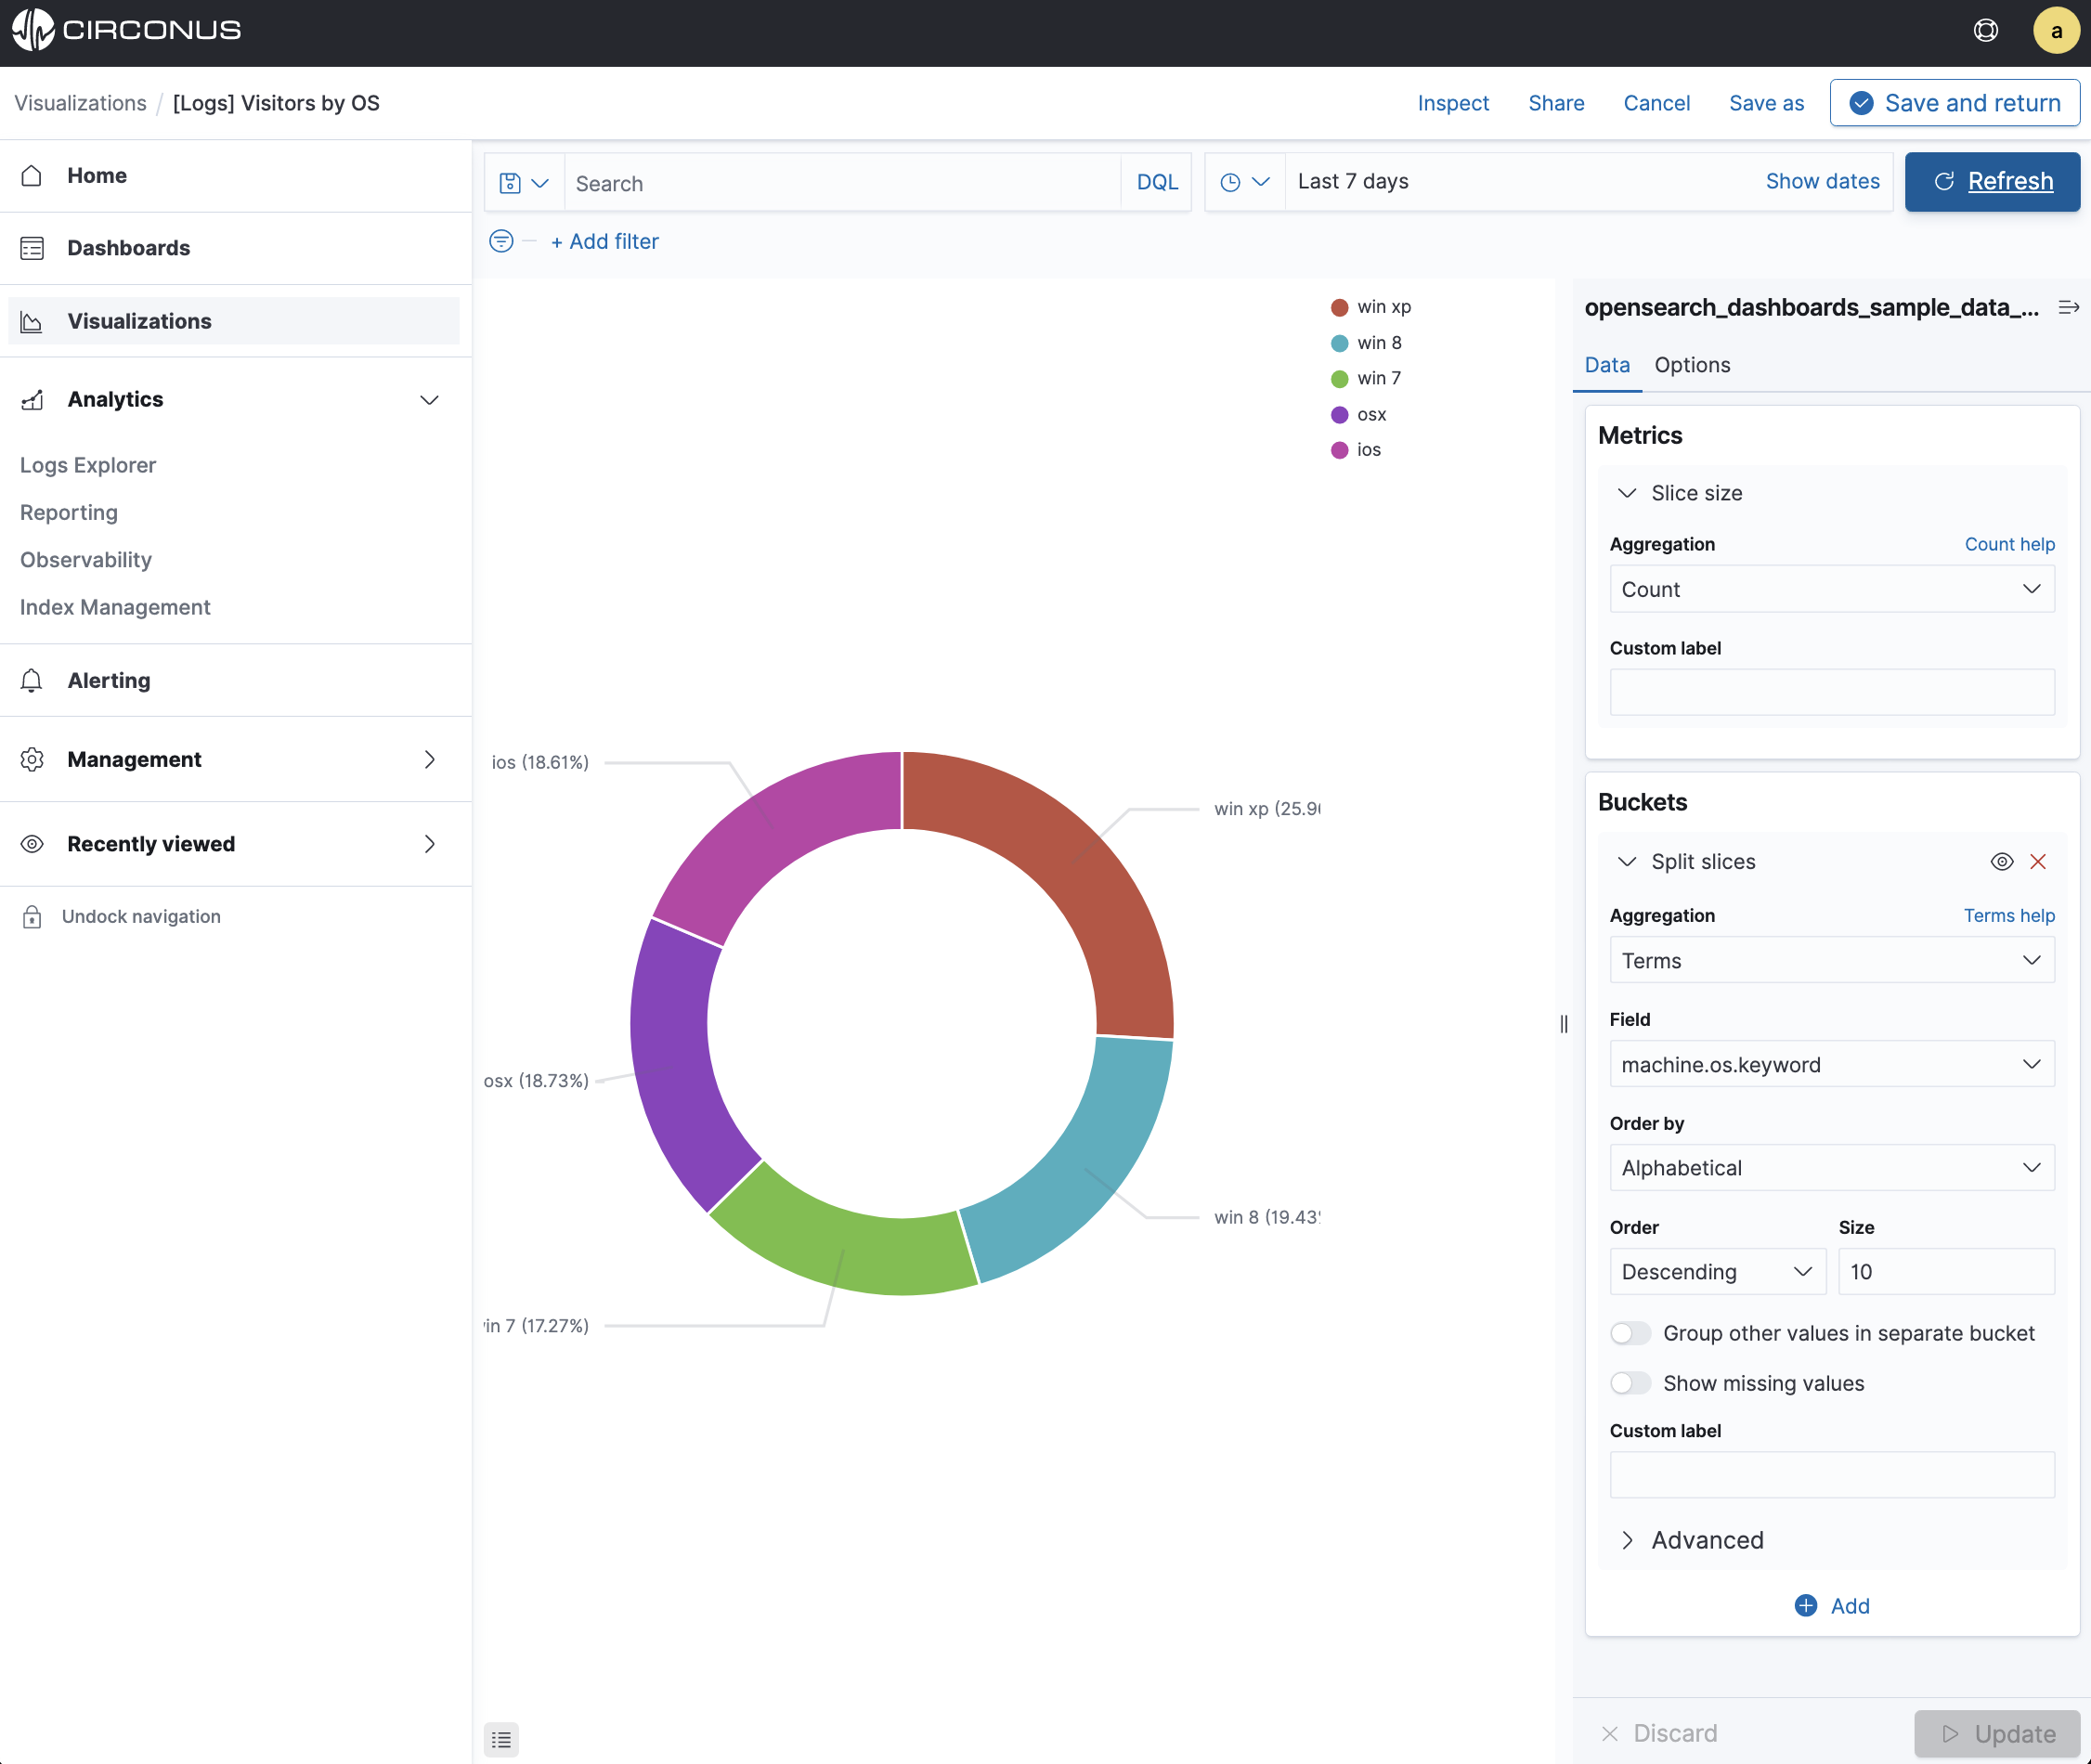 CIRCONUS
a
Visualizations / [Logs] Visitors by OS
Inspect Share Cancel Save as Save and return
Home
Dashboards
Visualizations
Analytics
Logs Explorer
Reporting
Observability
Index Management
Alerting
Management
Recently viewed
Undock navigation
Search DQL
Last 7 days Show dates
Refresh
+ Add filter
win xp
win 8
win 7
osx
ios
ios (18.61%)
win xp (25.9
osx (18.73%)
win 8 (19.43
in 7 (17.27%)
opensearch_dashboards_sample_data_...
Data Options
Metrics
Slice size
Aggregation Count help
Count
Custom label
Buckets
Split slices
Aggregation Terms help
Terms
Field
machine.os.keyword
Order by
Alphabetical
Order Size
Descending 10
Group other values in separate bucket
Show missing values
Custom label
Advanced
Add
Discard Update